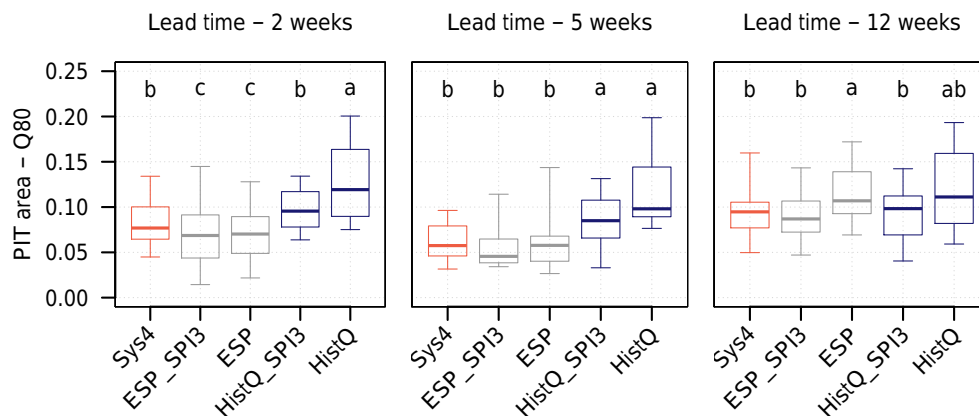 Lead time – 2 weeks
Lead time – 5 weeks
Lead time – 12 weeks
PIT area – Q80
0.25
0.20
0.15
0.10
0.05
0.00
b c c b a
b b b a a
b b a b ab
Sys4
ESP_SPI3
ESP
HistQ_SPI3
HistQ
Sys4
ESP_SPI3
ESP
HistQ_SPI3
HistQ
Sys4
ESP_SPI3
ESP
HistQ_SPI3
HistQ